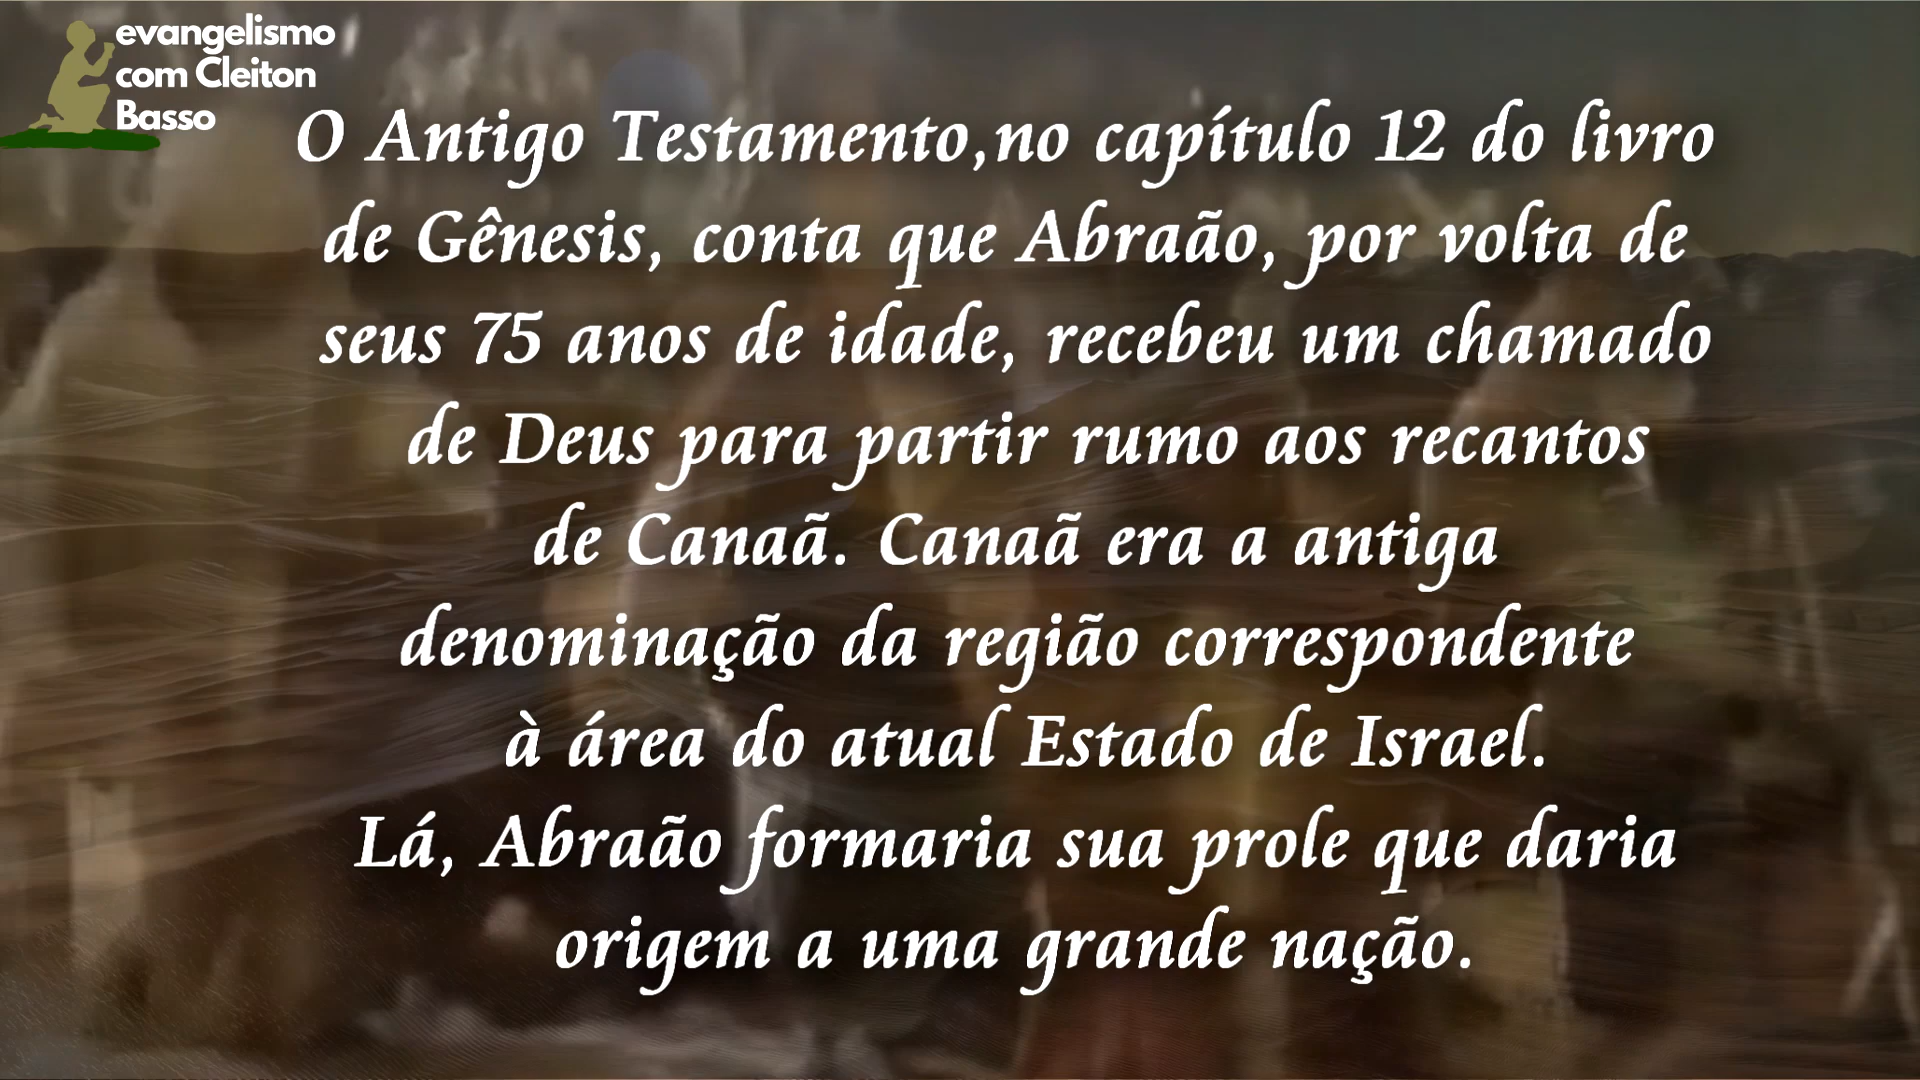 evangelismo
com Cleiton
Basso
O Antigo Testamento,no capítulo 12 do livro
de Gênesis, conta que Abraão, por volta de
seus 75 anos de idade, recebeu um chamado
de Deus para partir rumo aos recantos
de Canaã. Canaã era a antiga
denominação da região correspondente
à área do atual Estado de Israel.
Lá, Abraão formaria sua prole que daria
origem a uma grande nação.